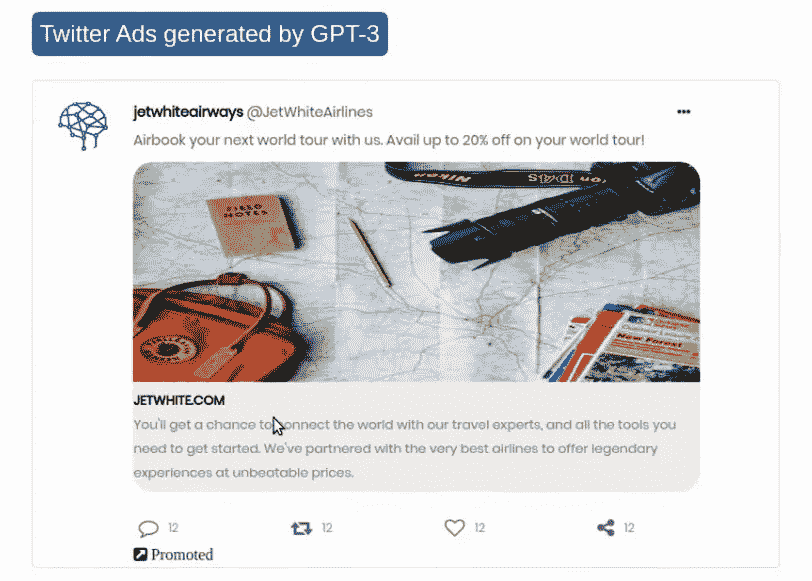 Twitter Ads generated by GPT-3
jetwhiteairways @JetWhiteAirlines
Airbook your next world tour with us. Avail up to 20% off on your world tour!
Nikon
FIELD
NOTES
New Forest
JETWHITE.COM
You'll get a chance to connect the world with our travel experts, and all the tools you
need to get started. We've partnered with the very best airlines to offer legendary
experiences at unbeatable prices.
12 12 12 12
Promoted